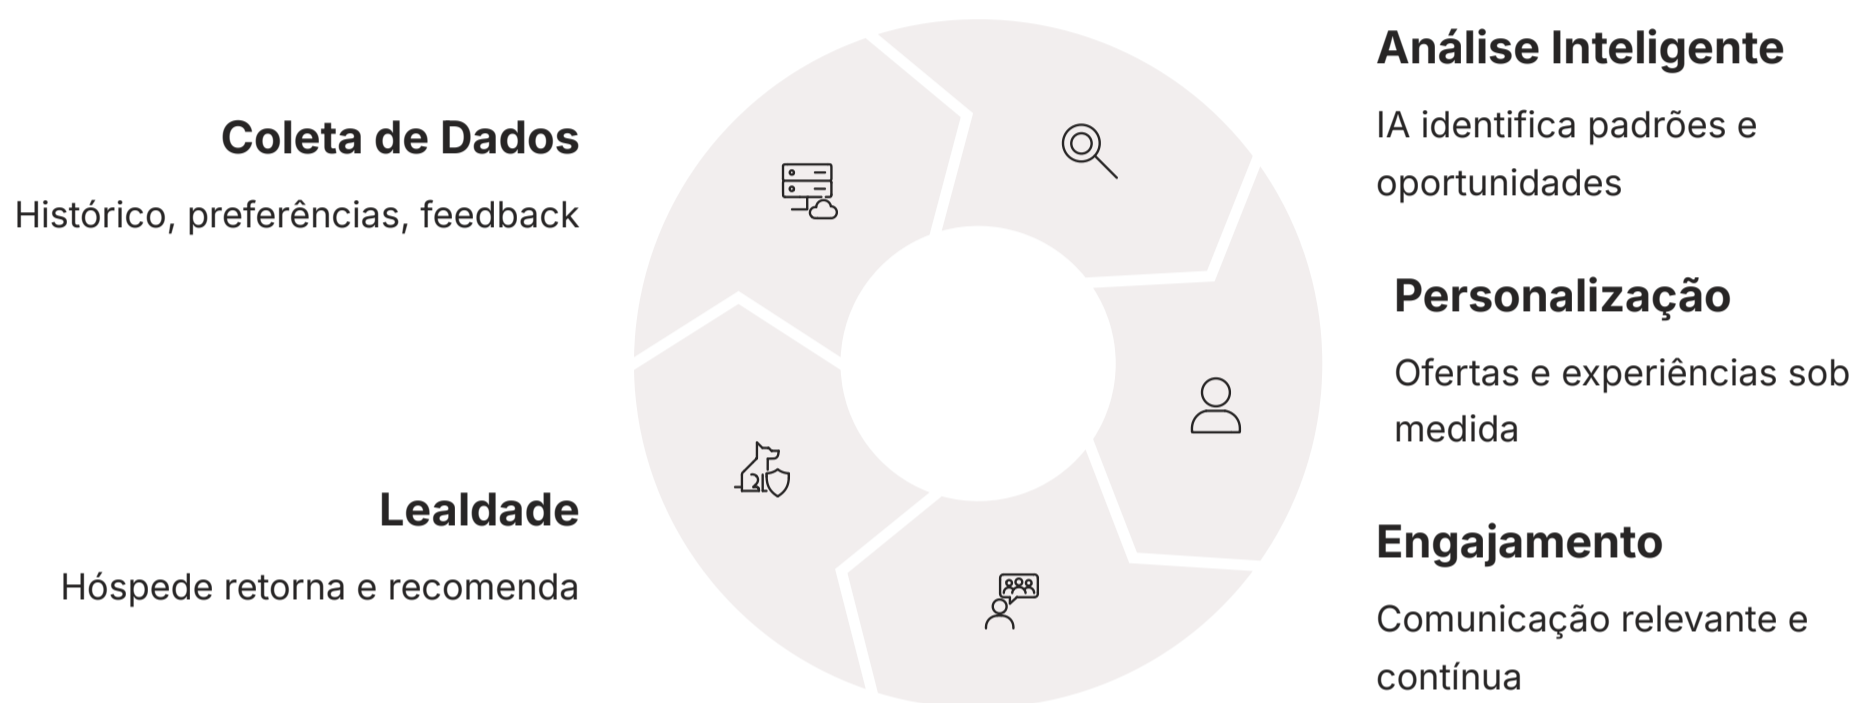 Coleta de Dados
Histórico, preferências, feedback
Análise Inteligente
IA identifica padrões e
oportunidades
Personalização
Ofertas e experiências sob
medida
Engajamento
Comunicação relevante e
contínua
Lealdade
Hóspede retorna e recomenda